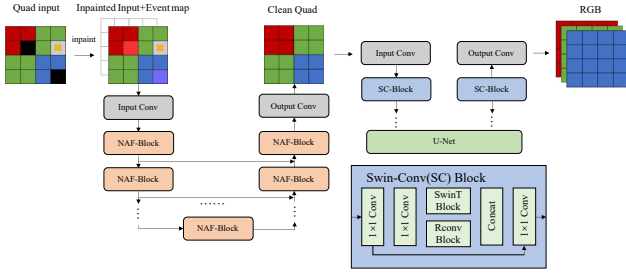 Quad input
Inpainted Input+Event map
Clean Quad
RGB
inpaint
Input Conv
Output Conv
Input Conv
Output Conv
SC-Block
SC-Block
NAF-Block
NAF-Block
NAF-Block
NAF-Block
NAF-Block
U-Net
Swin-Conv(SC) Block
1×1 Conv
1×1 Conv
SwinT
Block
Rconv
Block
Concat
1×1 Conv